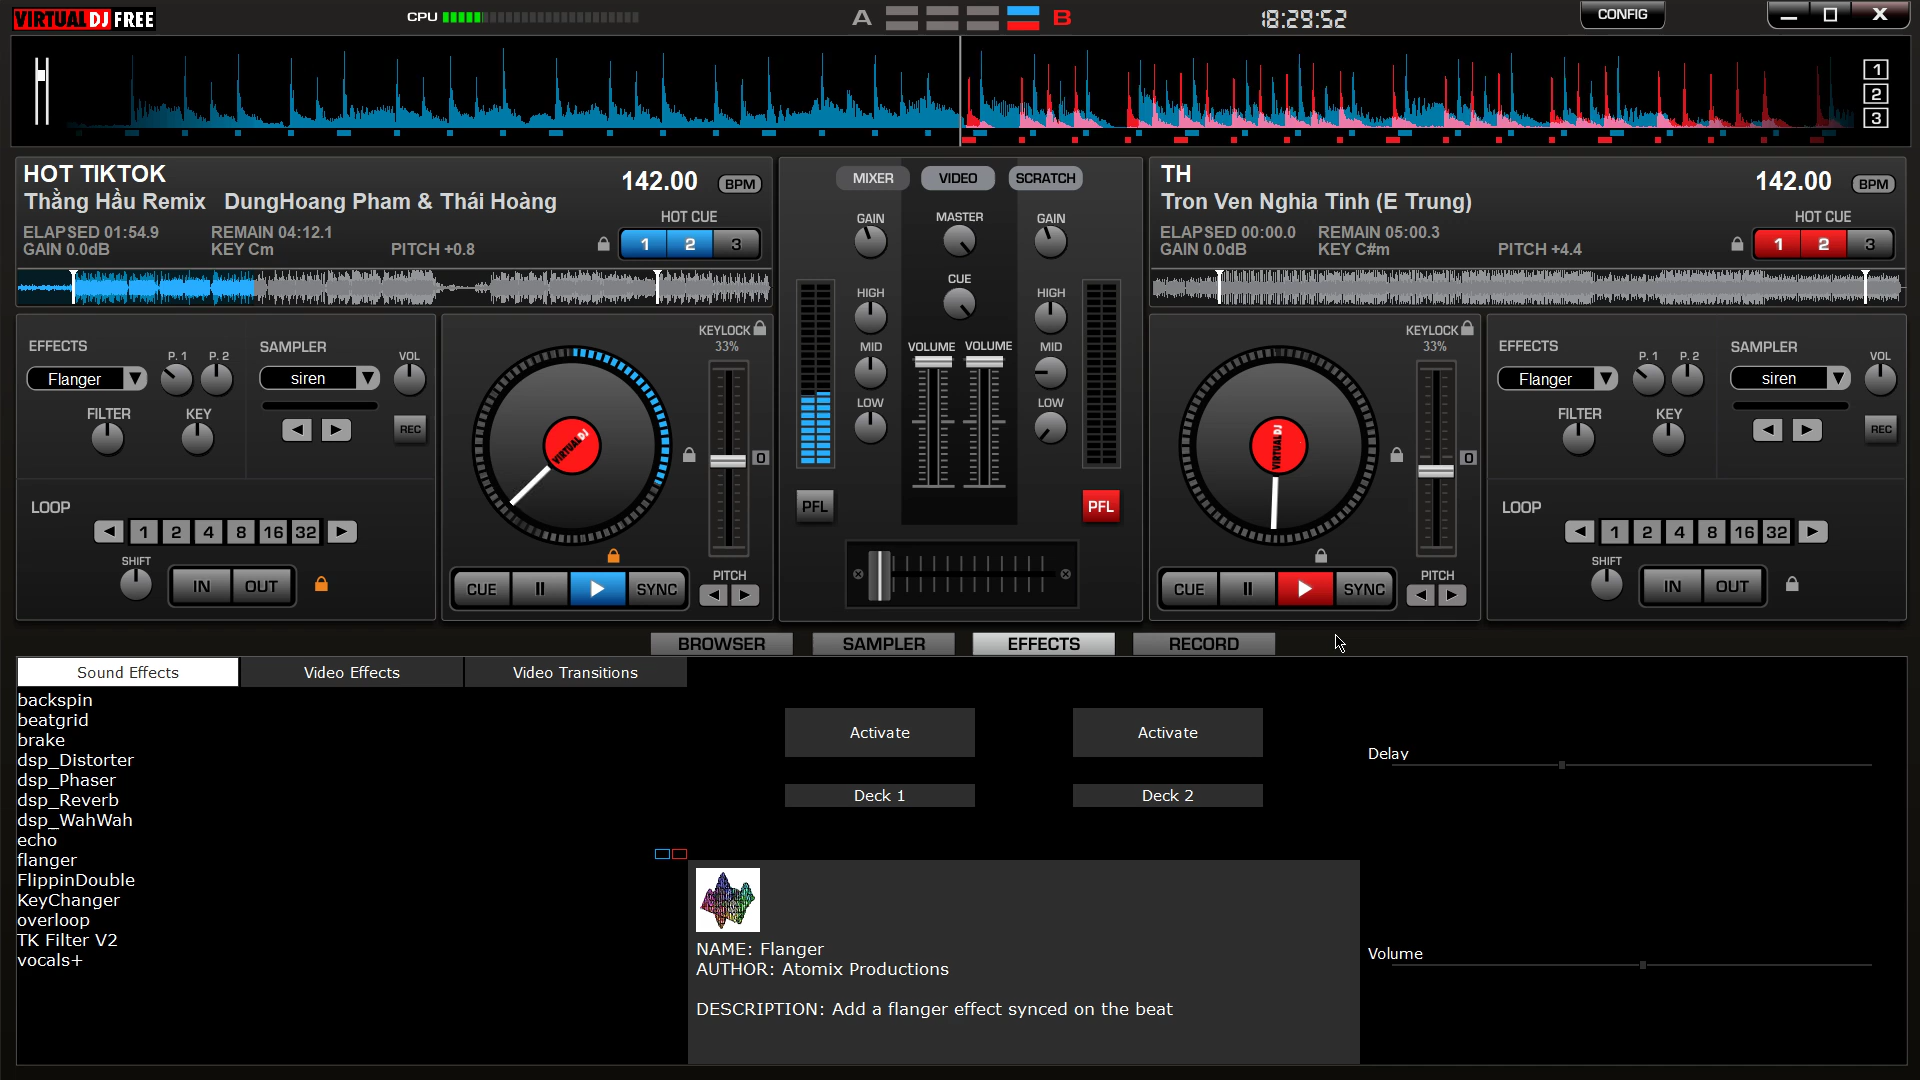 VIRTUAL DJ FREE
CPU
A
B
18:29:52
CONFIG
1
2
3
HOT TIKTOK
Thằng Hầu Remix DungHoang Pham & Thái Hoàng
142.00 BPM
HOT CUE
ELAPSED 01:54.9 REMAIN 04:12.1
GAIN 0.0dB KEY Cm PITCH +0.8
1 2 3
MIXER VIDEO SCRATCH
GAIN MASTER GAIN
CUE
HIGH HIGH
MID MID
VOLUME VOLUME
LOW LOW
PFL PFL
TH
Tron Ven Nghia Tinh (E Trung)
142.00 BPM
HOT CUE
ELAPSED 00:00.0 REMAIN 05:00.3
GAIN 0.0dB KEY C#m PITCH +4.4
1 2 3
EFFECTS
P. 1 P. 2
Flanger
FILTER KEY
SAMPLER
VOL
siren
REC
LOOP
1 2 4 8 16 32
SHIFT
IN OUT
KEYLOCK
33%
VIRTUALDJ
0
PITCH
CUE SYNC
KEYLOCK
33%
VIRTUALDJ
0
PITCH
CUE SYNC
EFFECTS
P. 1 P. 2
Flanger
FILTER KEY
SAMPLER
VOL
siren
REC
LOOP
1 2 4 8 16 32
SHIFT
IN OUT
BROWSER SAMPLER EFFECTS RECORD
Sound Effects Video Effects Video Transitions
backspin
beatgrid
brake
dsp_Distorter
dsp_Phaser
dsp_Reverb
dsp_WahWah
echo
flanger
FlippinDouble
KeyChanger
overloop
TK Filter V2
vocals+
Activate Activate
Deck 1 Deck 2
Delay
Volume
NAME: Flanger
AUTHOR: Atomix Productions
DESCRIPTION: Add a flanger effect synced on the beat